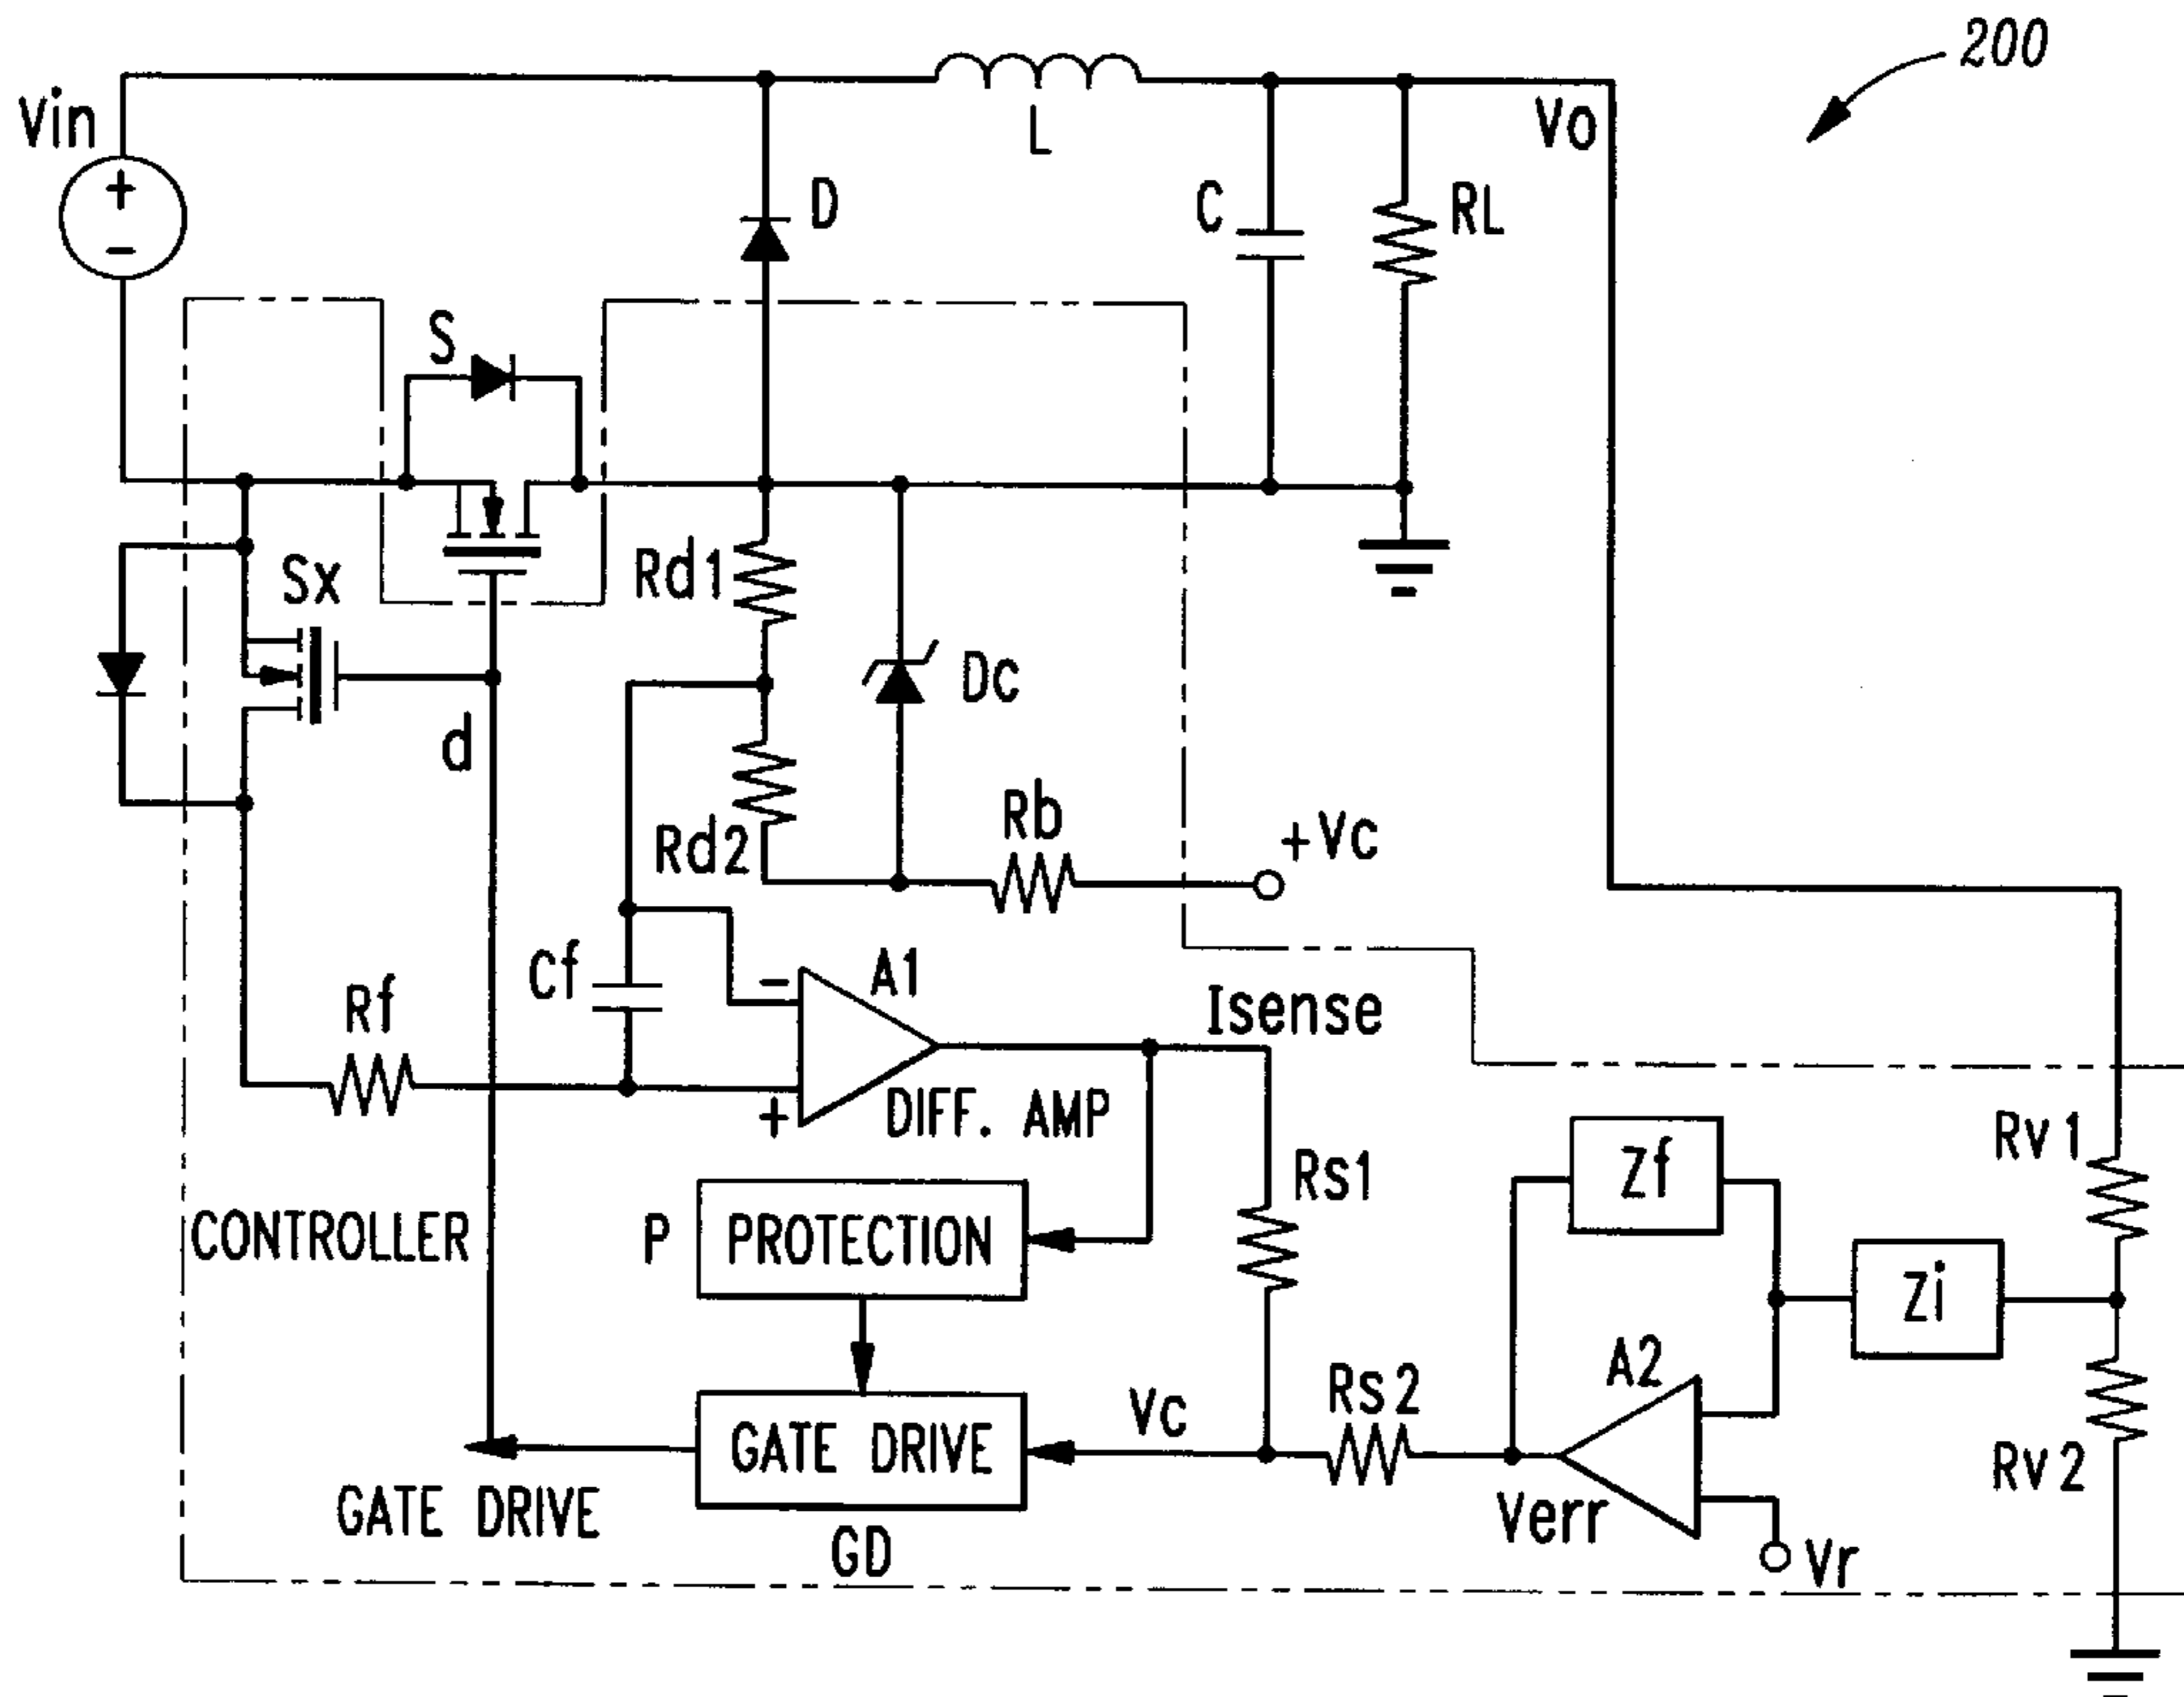 200
Vin
+
-
L
Vo
D
C
RL
S
Sx
Rd1
Dc
d
Rd2
Rb
+Vc
Cf
-
A1
Isense
Rf
+
DIFF. AMP
Rv1
Zf
Rs1
CONTROLLER
P
PROTECTION
Zi
A2
Rs2
Vc
GATE DRIVE
Rv2
GATE DRIVE
Verr
GD
Vr